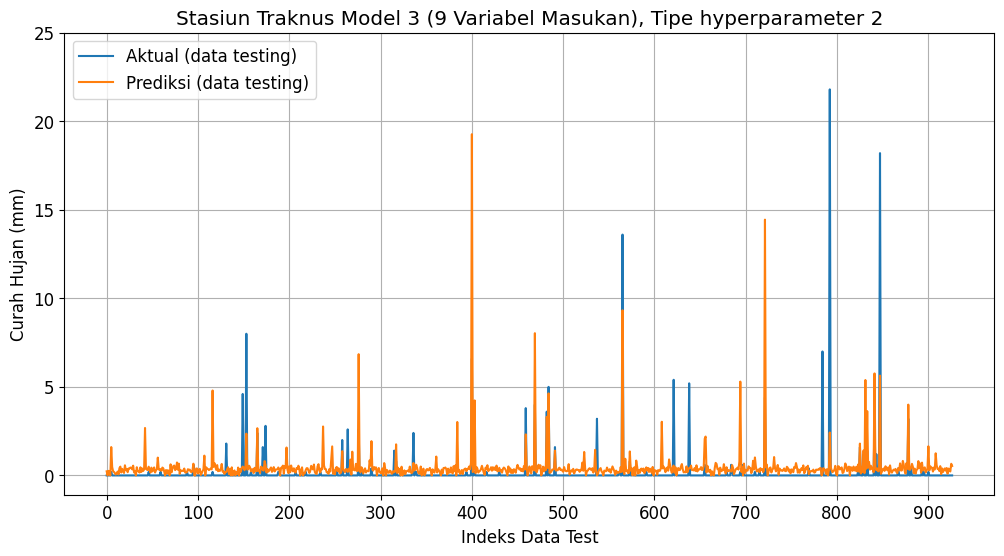 Stasiun Traknus Model 3 (9 Variabel Masukan), Tipe hyperparameter 2
Aktual (data testing)
Prediksi (data testing)
Curah Hujan (mm)
25
20
15
10
5
0
0 100 200 300 400 500 600 700 800 900
Indeks Data Test